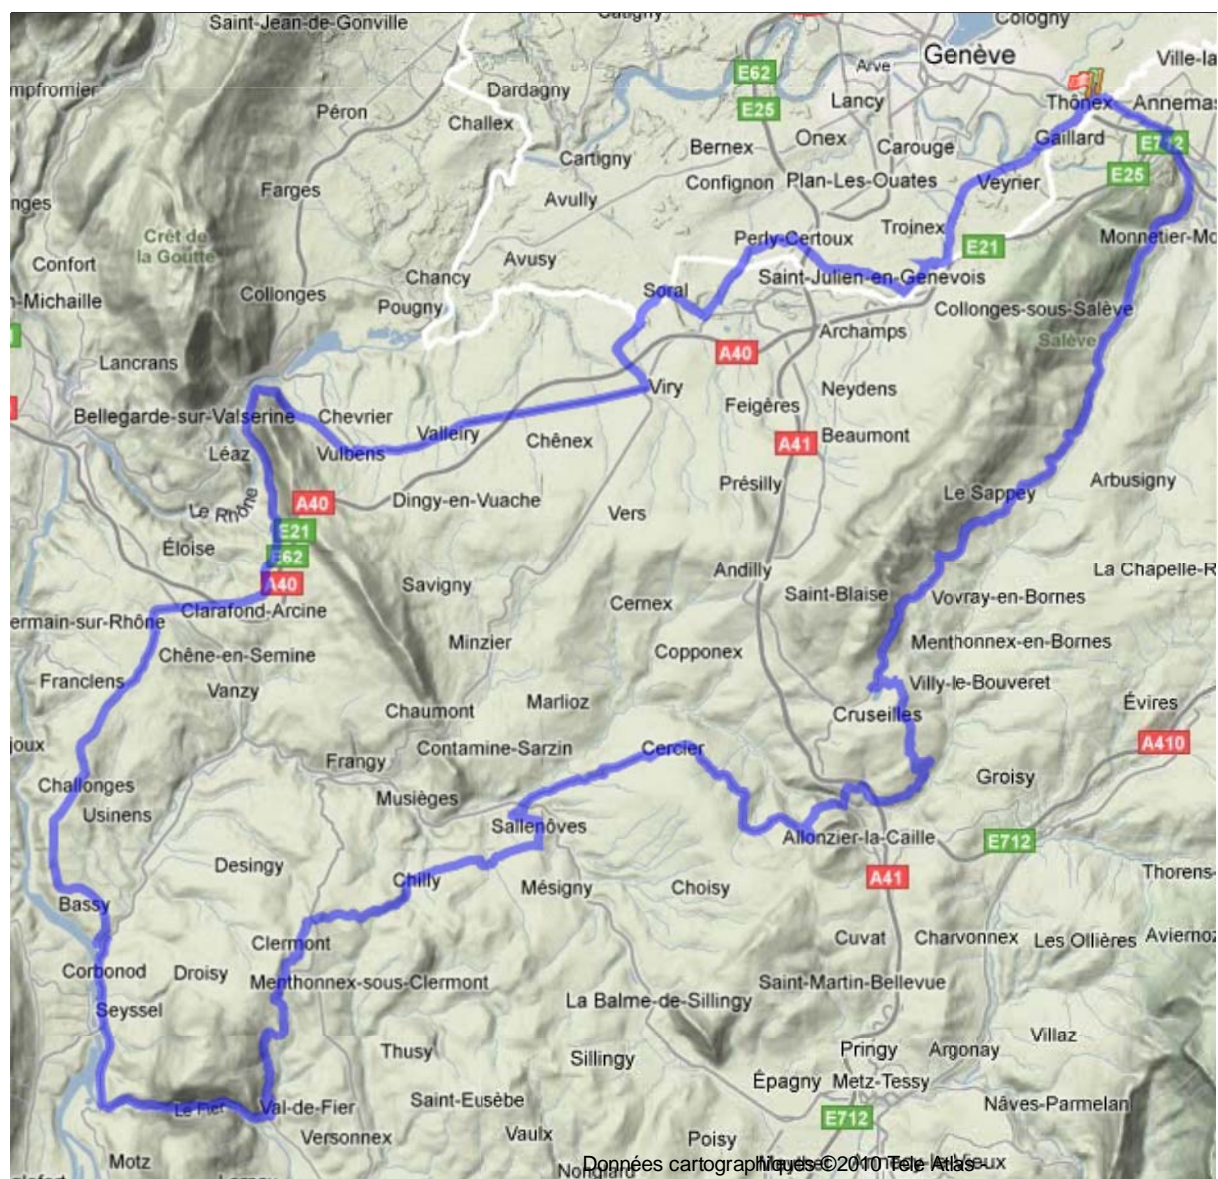 Saint-Jean-de-Gonville
Cologny
Genève
Ville-la
Arve
E62
mpfromier
Dardagny
Lancy
Thônex
Annemas
E25
Péron
Challex
Onex
Gaillard
E712
Bernex
Carouge
Cartigny
E25
Farges
Confignon
Plan-Les-Ouates
Veyrier
nges
Avully
Crêt de
la Goutte
Troinex
Perly-Certoux
Monnetier-Mo
E21
Confort
Avusy
Chancy
Saint-Julien-en-Genevois
n-Michaille
Collonges
Soral
Pougny
Collonges-sous-Salève
Archamps
Salève
A40
Lancrans
Viry
Neydens
Feigères
Bellegarde-sur-Valserine
Chevrier
Valleiry
Chênex
A41
Beaumont
Léaz
Vulbens
Présilly
Arbusigny
Le Sappey
Le Rhône
A40
Dingy-en-Vuache
Vers
E21
Éloise
E62
Andilly
La Chapelle-R
A40
Savigny
Saint-Blaise
Vovray-en-Bornes
Clarafond-Arcine
Cernex
ermain-sur-Rhône
Minzier
Menthonnex-en-Bornes
Chêne-en-Semine
Copponex
Franclens
Vanzy
Villy-le-Bouveret
Marlioz
Évires
Chaumont
Cruseilles
joux
Contamine-Sarzin
Cercier
A410
Frangy
Groisy
Challonges
Musièges
Usinens
Sallenôves
Allonzier-la-Caille
E712
Desingy
Chilly
A41
Thorens-
Mésigny
Choisy
Bassy
Clermont
Cuvat
Charvonnex
Les Ollières
Aviernoz
Corbonod
Droisy
Menthonnex-sous-Clermont
Saint-Martin-Bellevue
Seyssel
La Balme-de-Sillingy
Villaz
Thusy
Pringy
Argonay
Sillingy
Épagny
Metz-Tessy
Saint-Eusèbe
Le Fier
Val-de-Fier
Nâves-Parmelan
E712
Versonnex
Vaulx
Poisy
Motz
Données cartographiques ©2010 Tele Atlas -